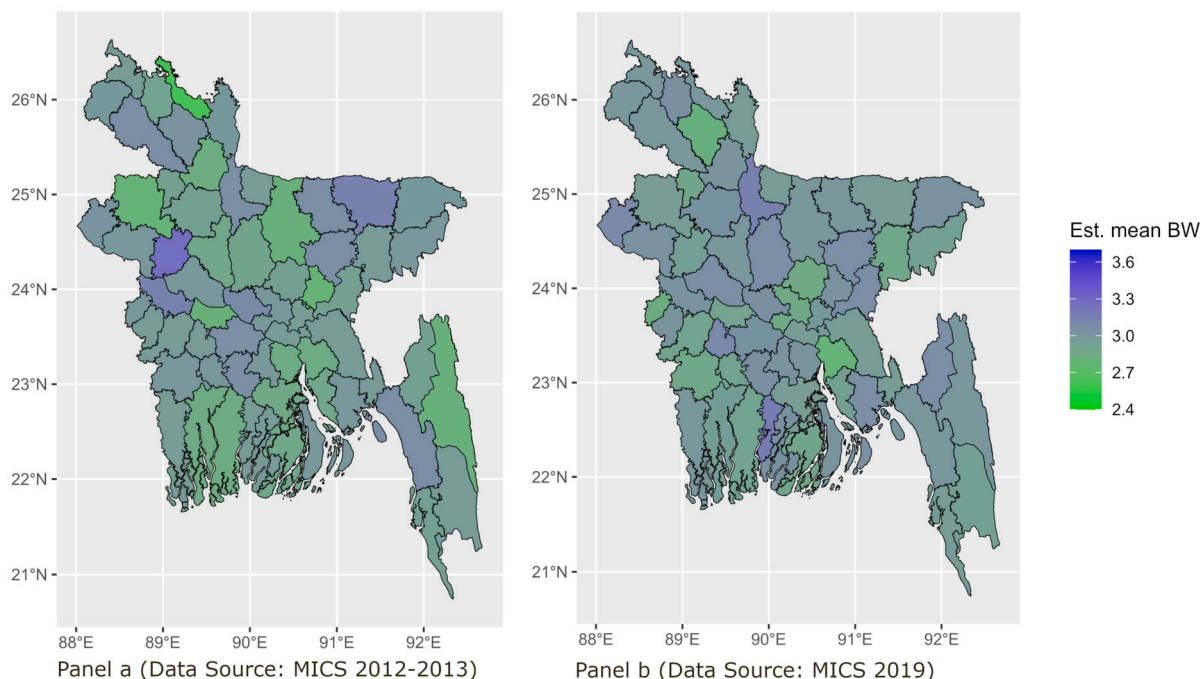 26°N
25°N
24°N
23°N
22°N
21°N
88°E 89°E 90°E 91°E 92°E
Panel a (Data Source: MICS 2012-2013)
26°N
25°N
24°N
23°N
22°N
21°N
88°E 89°E 90°E 91°E 92°E
Panel b (Data Source: MICS 2019)
Est. mean BW
3.6
3.3
3.0
2.7
2.4